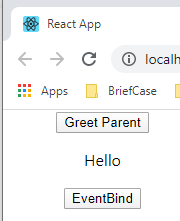 React App
localh
Apps BriefCase
Greet Parent
Hello
EventBind